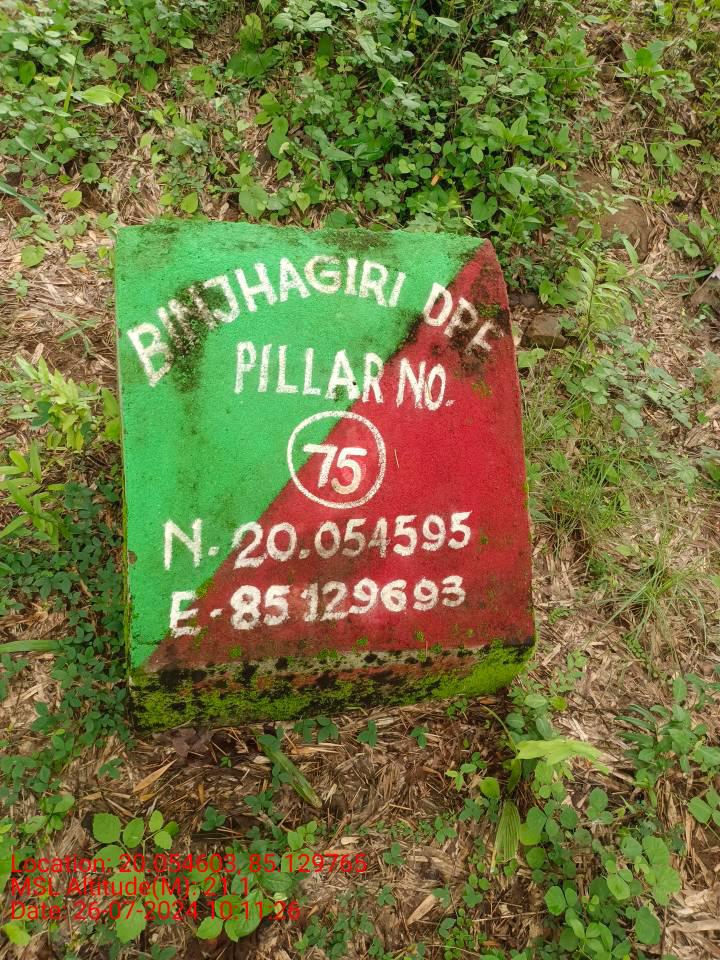 BINJHAGIRI DPF
PILLAR NO.
75
N-20.054595
E-85.129693
Location: 20.054603, 85.129765
MSL Altitude(M): 21.1
Date: 26-07-2024 10:11:26